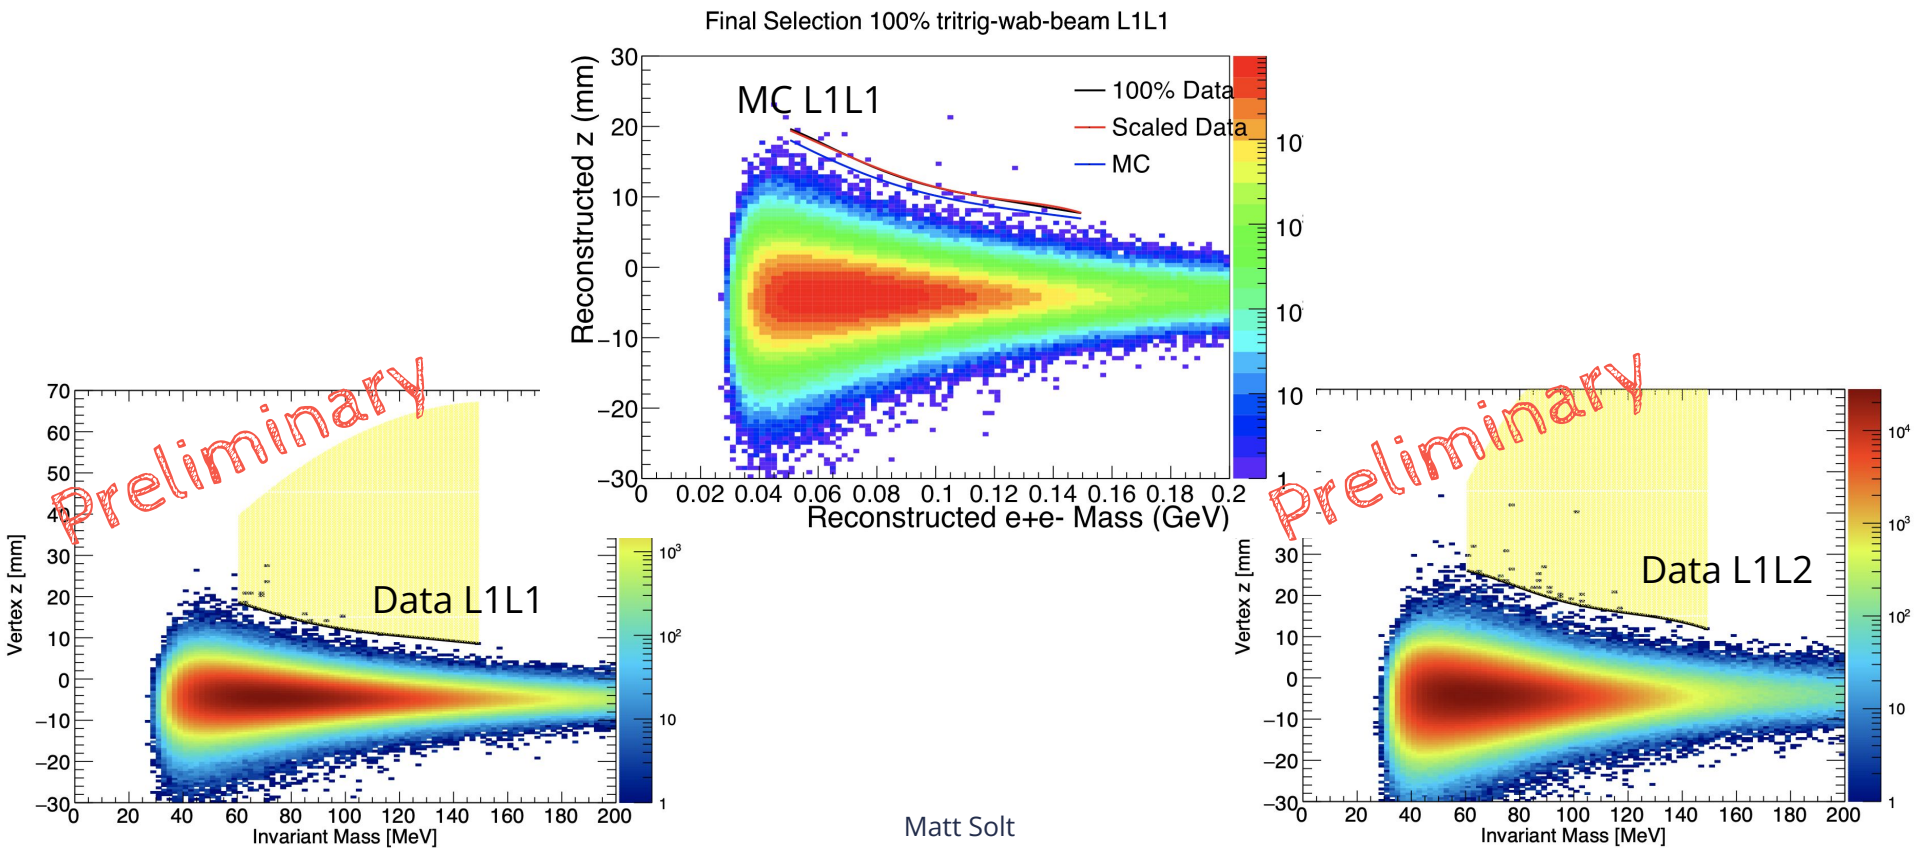 Final Selection 100% tritrig-wab-beam L1L1
Reconstructed z (mm)
30
20
10
0
−10
−20
−30
MC L1L1
100% Data
Scaled Data
MC
10
10
10
10
1
0 0.02 0.04 0.06 0.08 0.1 0.12 0.14 0.16 0.18 0.2
Reconstructed e+e- Mass (GeV)
Preliminary
Vertex z [mm]
70
60
50
40
30
20
10
0
−10
−20
−30
Data L1L1
10³
10²
10
1
0 20 40 60 80 100 120 140 160 180 200
Invariant Mass [MeV]
Preliminary
Vertex z [mm
30
20
10
0
−10
−20
−30
Data L1L2
10⁴
10³
10²
10
1
0 20 40 60 80 100 120 140 160 180 200
Invariant Mass [MeV]
Matt Solt